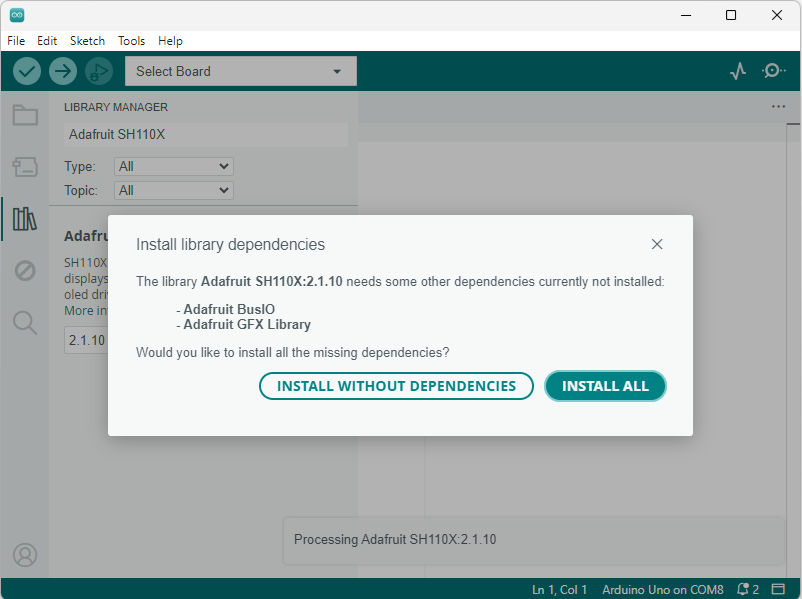 File Edit Sketch Tools Help
Select Board
LIBRARY MANAGER
Adafruit SH110X
Type: All
Topic: All
SH110X
displays
More in
2.1.10
Install library dependencies
The library Adafruit SH110X:2.1.10 needs some other dependencies currently not installed:
- Adafruit BusIO
- Adafruit GFX Library
Would you like to install all the missing dependencies?
INSTALL WITHOUT DEPENDENCIES INSTALL ALL
Processing Adafruit SH110X:2.1.10
Ln 1, Col 1 Arduino Uno on COM8 2